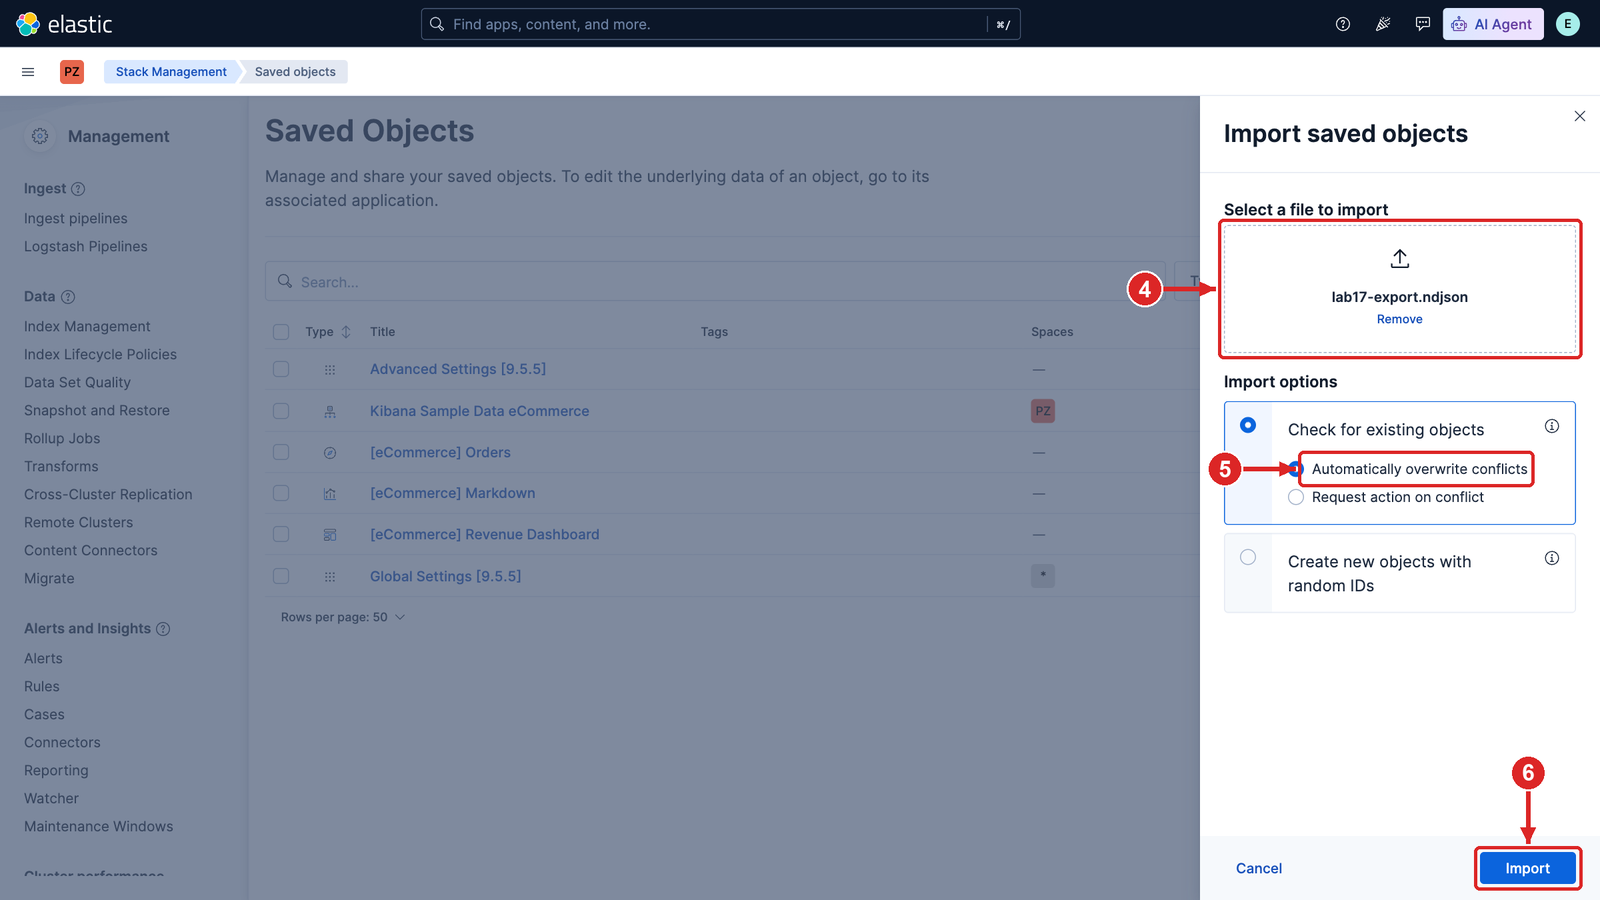 elastic
Find apps, content, and more.
⌘/
AI Agent
E
PZ
Stack Management
Saved objects
Management
Ingest
Ingest pipelines
Logstash Pipelines
Data
Index Management
Index Lifecycle Policies
Data Set Quality
Snapshot and Restore
Rollup Jobs
Transforms
Cross-Cluster Replication
Remote Clusters
Content Connectors
Migrate
Alerts and Insights
Alerts
Rules
Cases
Connectors
Reporting
Watcher
Maintenance Windows
Cluster performance
Saved Objects
Manage and share your saved objects. To edit the underlying data of an object, go to its
associated application.
Search...
Type Title Tags Spaces
Advanced Settings [9.5.5] —
Kibana Sample Data eCommerce PZ
[eCommerce] Orders —
[eCommerce] Markdown —
[eCommerce] Revenue Dashboard —
Global Settings [9.5.5] *
Rows per page: 50
Import saved objects
Select a file to import
4
lab17-export.ndjson
Remove
Import options
Check for existing objects
5
Automatically overwrite conflicts
Request action on conflict
Create new objects with
random IDs
6
Cancel
Import